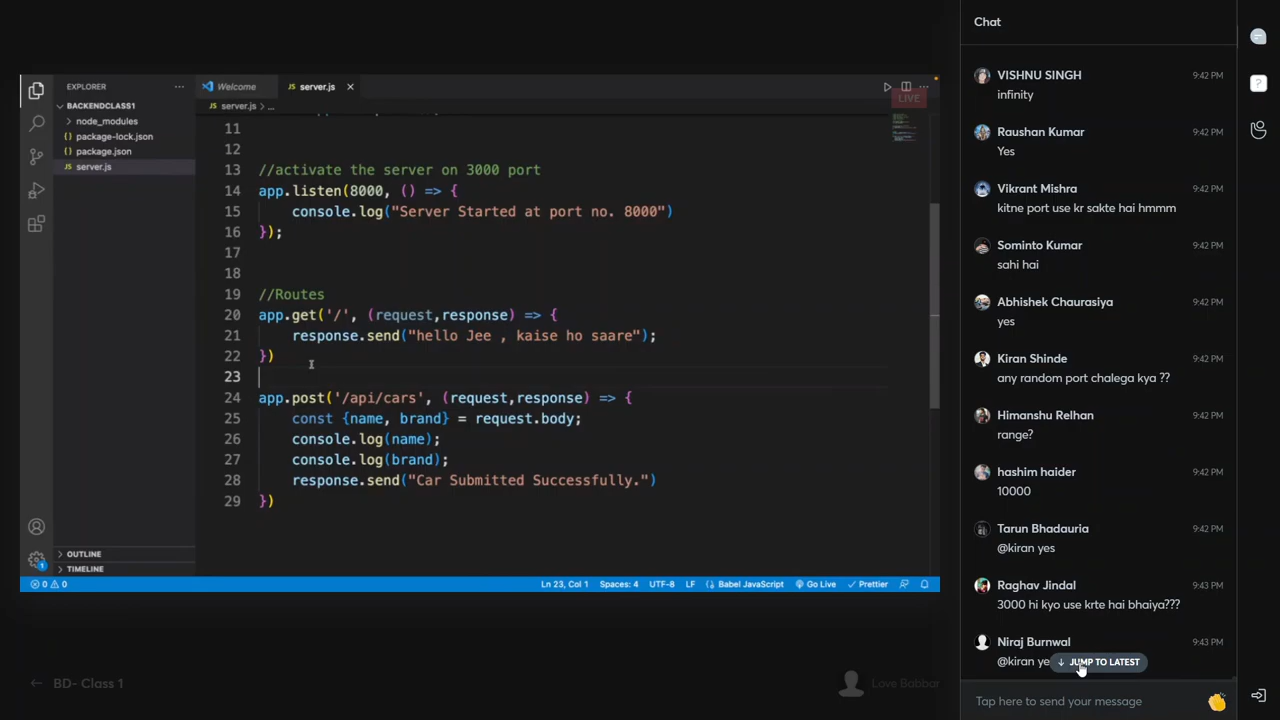 Chat
VISHNU SINGH 9:42 PM
infinity
Raushan Kumar 9:42 PM
Yes
Vikrant Mishra 9:42 PM
kitne port use kr sakte hai hmmm
Sominto Kumar 9:42 PM
sahi hai
Abhishek Chaurasiya 9:42 PM
yes
Kiran Shinde 9:42 PM
any random port chalega kya ??
Himanshu Relhan 9:42 PM
range?
hashim haider 9:42 PM
10000
Tarun Bhadauria 9:42 PM
@kiran yes
Raghav Jindal 9:43 PM
3000 hi kyo use krte hai bhaiya???
Niraj Burnwal 9:43 PM
@kiran ye
JUMP TO LATEST
Tap here to send your message
EXPLORER
BACKENDCLASS1
node_modules
package-lock.json
package.json
server.js
OUTLINE
TIMELINE
Welcome
server.js
LIVE
server.js > ...
11
12
13 //activate the server on 3000 port
14 app.listen(8000, () => {
15 console.log("Server Started at port no. 8000")
16 });
17
18
19 //Routes
20 app.get('/', (request,response) => {
21 response.send("hello Jee , kaise ho saare");
22 })
23
24 app.post('/api/cars', (request,response) => {
25 const {name, brand} = request.body;
26 console.log(name);
27 console.log(brand);
28 response.send("Car Submitted Successfully.")
29 })
0 0 Ln 23, Col 1 Spaces: 4 UTF-8 LF Babel JavaScript Go Live Prettier
BD- Class 1
Love Babbar